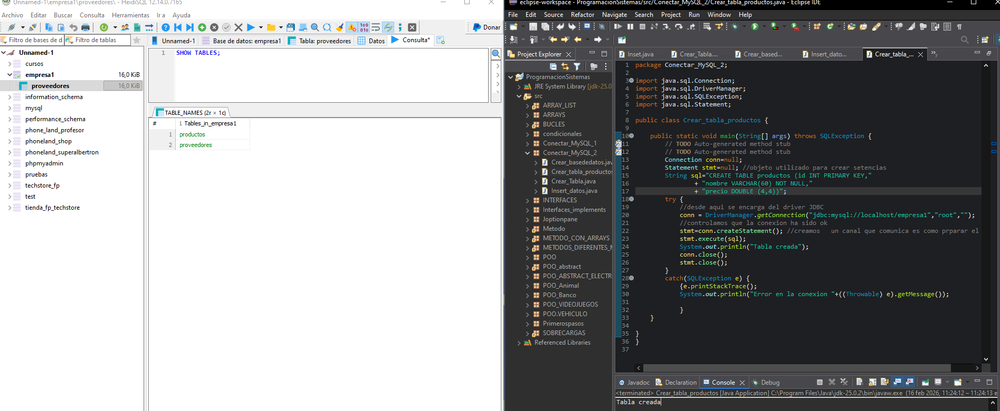 Unnamed-1\empresa1\proveedores\ - HeidiSQL 12.14.0.7165
Archivo Editar Buscar Consulta Herramientas Ir a Ayuda
Donar
Filtro de bases de d Filtro de tablas
Unnamed-1 Base de datos: empresa1 Tabla: proveedores Datos Consulta*
Unnamed-1
cursos
empresa1 16,0 KiB
proveedores 16,0 KiB
information_schema
mysql
performance_schema
phone_land_profesor
phoneland_shop
phoneland_superalbertron
phpmyadmin
pruebas
techstore_fp
test
tienda_fp_techstore
1 SHOW TABLES;
TABLE_NAMES (2r × 1c)
# 1 Tables_in_empresa1
1 productos
2 proveedores
eclipse-workspace - ProgramacionSistemas/src/Conectar_MySQL_2/Crear_tabla_productos.java - Eclipse IDE
File Edit Source Refactor Navigate Search Project Run Window Help
Project Explorer
ProgramacionSistemas
JRE System Library [jdk-25.0
src
ARRAY_LIST
ARRAYS
BUCLES
condicionales
Conectar_MySQL_1
Conectar_MySQL_2
Crear_basededatos.jav
Crear_tabla_productos
Crear_Tabla.java
Insert_datos.java
INTERFACES
Interfaces_implements
Joptionpane
Metodo
METODO_CON_ARRAYS
METODOS_DIFERENTES_M
POO
POO_abstract
POO_ABSTRACT_ELECTR
POO_Animal
POO_Banco
POO_VIDEOJUEGOS
POO.VEHICULO
Primerospasos
SOBRECARGAS
Referenced Libraries
Inset.java Crear_Tabla.... Crear_based... Insert_dato... Crear_tabla_... »7
1 package Conectar_MySQL_2;
2
3 import java.sql.Connection;
4 import java.sql.DriverManager;
5 import java.sql.SQLException;
6 import java.sql.Statement;
7
8 public class Crear_tabla_productos {
9
10 public static void main(String[] args) throws SQLException {
11 // TODO Auto-generated method stub
12 // TODO Auto-generated method stub
13 Connection conn=null;
14 Statement stmt=null; //objeto utilizado para crear setencias
15 String sql="CREATE TABLE productos (id INT PRIMARY KEY,"
16 + "nombre VARCHAR(60) NOT NULL,"
17 + "precio DOUBLE (4,4))";
18 try {
19 //desde aqui se encarga del driver JDBC
20 conn = DriverManager.getConnection("jdbc:mysql://localhost/empresa1","root","");
21 //controlamos que la conexion ha sido ok
22 stmt=conn.createStatement(); //creamos un canal que comunica es como prparar el
23 stmt.execute(sql);
24 System.out.println("Tabla creada");
25 conn.close();
26 stmt.close();
27 }
28 catch(SQLException e) {
29 {e.printStackTrace();
30 System.out.println("Error en la conexion "+((Throwable) e).getMessage());
31
32 }
33 }
34
35 }
36 }
37
Javadoc Declaration Console Debug
<terminated> Crear_tabla_productos [Java Application] C:\Program Files\Java\jdk-25.0.2\bin\javaw.exe (16 feb 2026, 11:24:12 – 11:24:13 e
Tabla creada